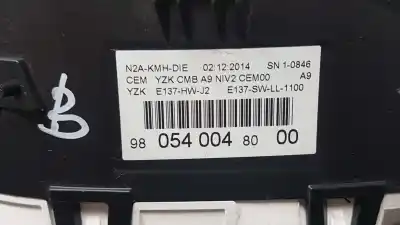 N2A-KMH-DIE 02.12.2014 SN 1-0846
CEM YZK CMB A9 NIV2 CEM00 A9
YZK E137-HW-J2 E137-SW-LL-1100
98 054 004 80 00
B